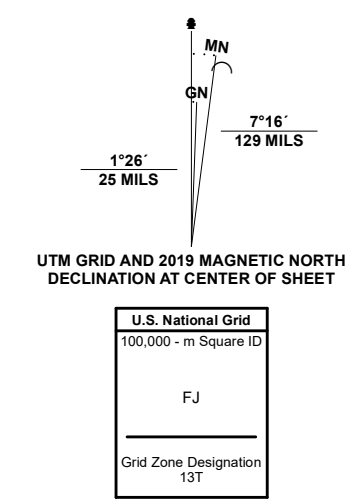 MN
GN
7°16´
129 MILS
1°26´
25 MILS
UTM GRID AND 2019 MAGNETIC NORTH
DECLINATION AT CENTER OF SHEET
U.S. National Grid
100,000 - m Square ID
FJ
Grid Zone Designation
13T